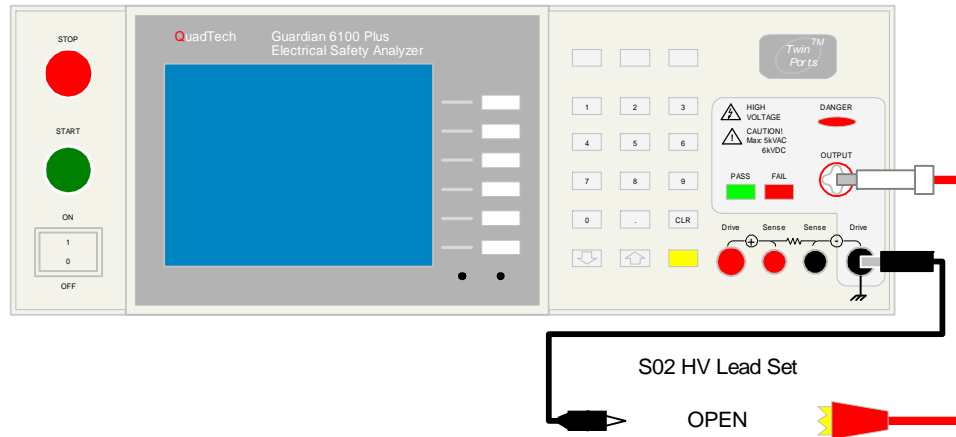 STOP
START
ON
1
0
OFF
QuadTech
Guardian 6100 Plus
Electrical Safety Analyzer
1 2 3
4 5 6
7 8 9
0 . CLR
Twin TM
Ports
HIGH
VOLTAGE
DANGER
CAUTION!
Max: 5kVAC
6kVDC
OUTPUT
PASS FAIL
Drive Sense Sense Drive
+ -
S02 HV Lead Set
OPEN